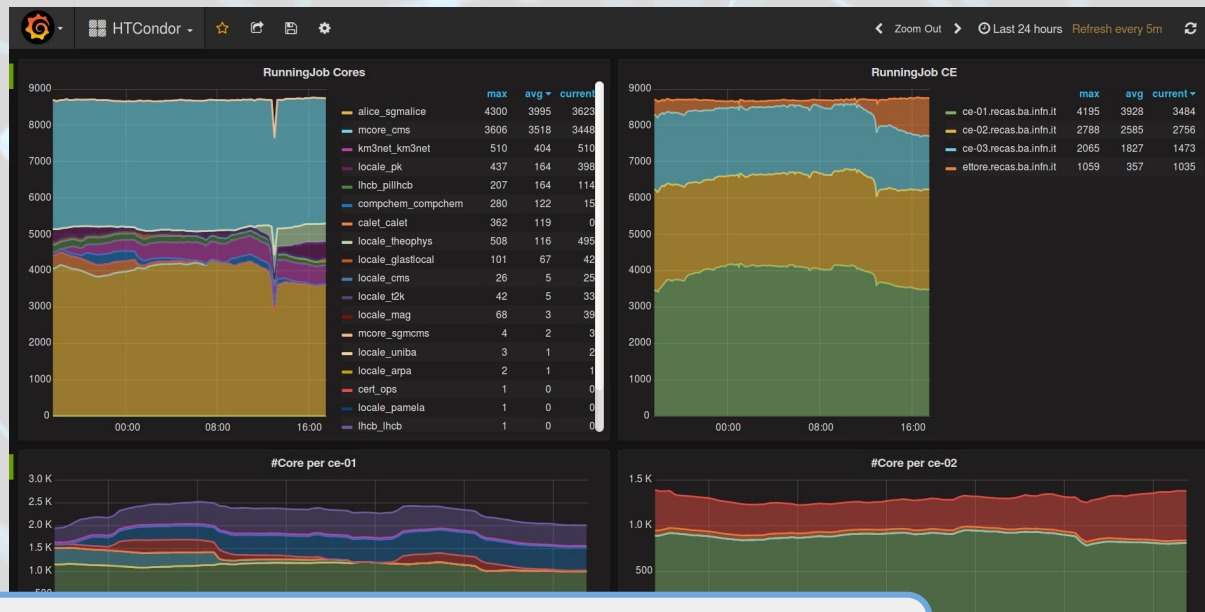 HTCondor
Zoom Out Last 24 hours Refresh every 5m
RunningJob Cores
9000
8000
7000
6000
5000
4000
3000
2000
1000
0
00:00 08:00 16:00
max avg current
alice_sgmalice 4300 3995 3623
mcore_cms 3606 3518 3448
km3net_km3net 510 404 510
locale_pk 437 164 398
lhcb_pillhcb 207 164 114
compchem_compchem 280 122 15
calet_calet 362 119 0
locale_theophys 508 116 495
locale_glastlocal 101 67 42
locale_cms 26 5 25
locale_t2k 42 5 33
locale_mag 68 3 39
mcore_sgmcms 4 2 3
locale_uniba 3 1 2
locale_arpa 2 1 1
cert_ops 1 0 0
locale_pamela 1 0 0
lhcb_lhcb 1 0 0
RunningJob CE
9000
8000
7000
6000
5000
4000
3000
2000
1000
0
00:00 08:00 16:00
max avg current
ce-01.recas.ba.infn.it 4195 3928 3484
ce-02.recas.ba.infn.it 2788 2585 2756
ce-03.recas.ba.infn.it 2065 1827 1473
ettore.recas.ba.infn.it 1059 357 1035
#Core per ce-01
3.0 K
2.5 K
2.0 K
1.5 K
1.0 K
#Core per ce-02
1.5 K
1.0 K
500